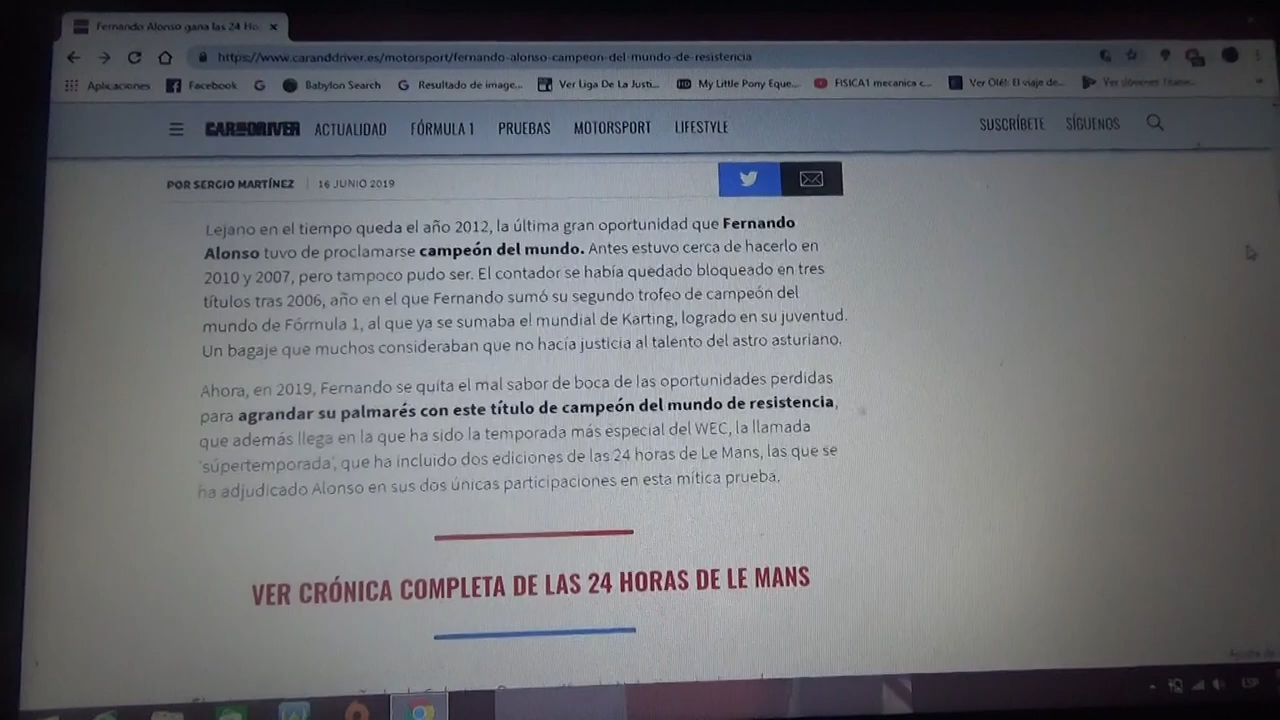 Fernando Alonso gana las 24 Ho
https://www.caranddriver.es/motorsport/fernando-alonso-campeon-del-mundo-de-resistencia
Aplicaciones Facebook Babylon Search Resultado de image... Ver Liga De La Justi... My Little Pony Eque... FISICA1 mecanica c... Ver Olé!: El viaje de...
CAR AND DRIVER ACTUALIDAD FÓRMULA 1 PRUEBAS MOTORSPORT LIFESTYLE SUSCRÍBETE SÍGUENOS
POR SERGIO MARTÍNEZ 16 JUNIO 2019
Lejano en el tiempo queda el año 2012, la última gran oportunidad que Fernando
Alonso tuvo de proclamarse campeón del mundo. Antes estuvo cerca de hacerlo en
2010 y 2007, pero tampoco pudo ser. El contador se había quedado bloqueado en tres
títulos tras 2006, año en el que Fernando sumó su segundo trofeo de campeón del
mundo de Fórmula 1, al que ya se sumaba el mundial de Karting, logrado en su juventud.
Un bagaje que muchos consideraban que no hacía justicia al talento del astro asturiano.
Ahora, en 2019, Fernando se quita el mal sabor de boca de las oportunidades perdidas
para agrandar su palmarés con este título de campeón del mundo de resistencia,
que además llega en la que ha sido la temporada más especial del WEC, la llamada
'súpertemporada', que ha incluido dos ediciones de las 24 horas de Le Mans, las que se
ha adjudicado Alonso en sus dos únicas participaciones en esta mítica prueba.
VER CRÓNICA COMPLETA DE LAS 24 HORAS DE LE MANS
ESP